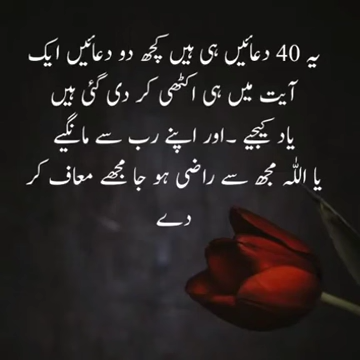 یہ 40 دعائیں ہی ہیں کچھ دو دعائیں ایک
آیت میں ہی اکٹھی کر دی گئی ہیں
یاد کیجیے ۔اور اپنے رب سے مانگیے
یا اللہ مجھ سے راضی ہو جا مجھے معاف کر
دے